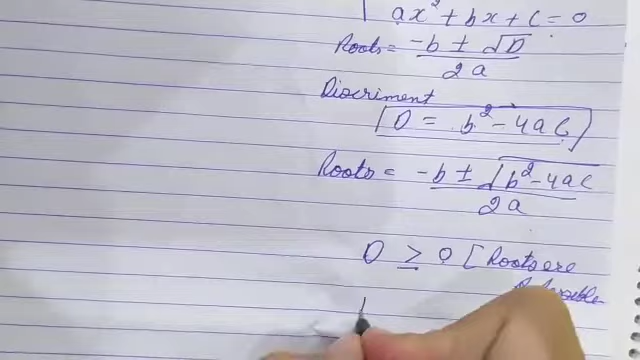 ax² + bx + c = 0
Roots = -b ± √D
2a
Discriment
D = b² - 4ac
Roots = -b ± √b² - 4ac
2a
D ≥ 0 [Roots are